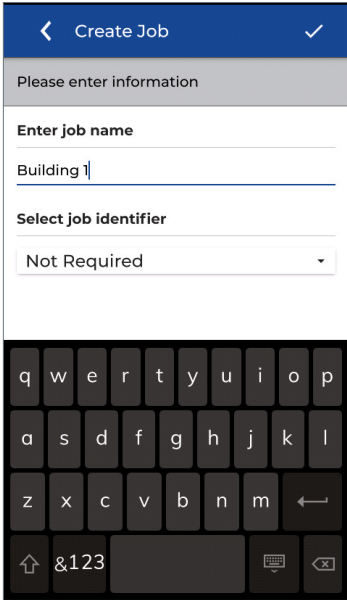 Create Job
Please enter information
Enter job name
Building 1
Select job identifier
Not Required
q w e r t y u i o p
a s d f g h j k l
z x c v b n m
&123